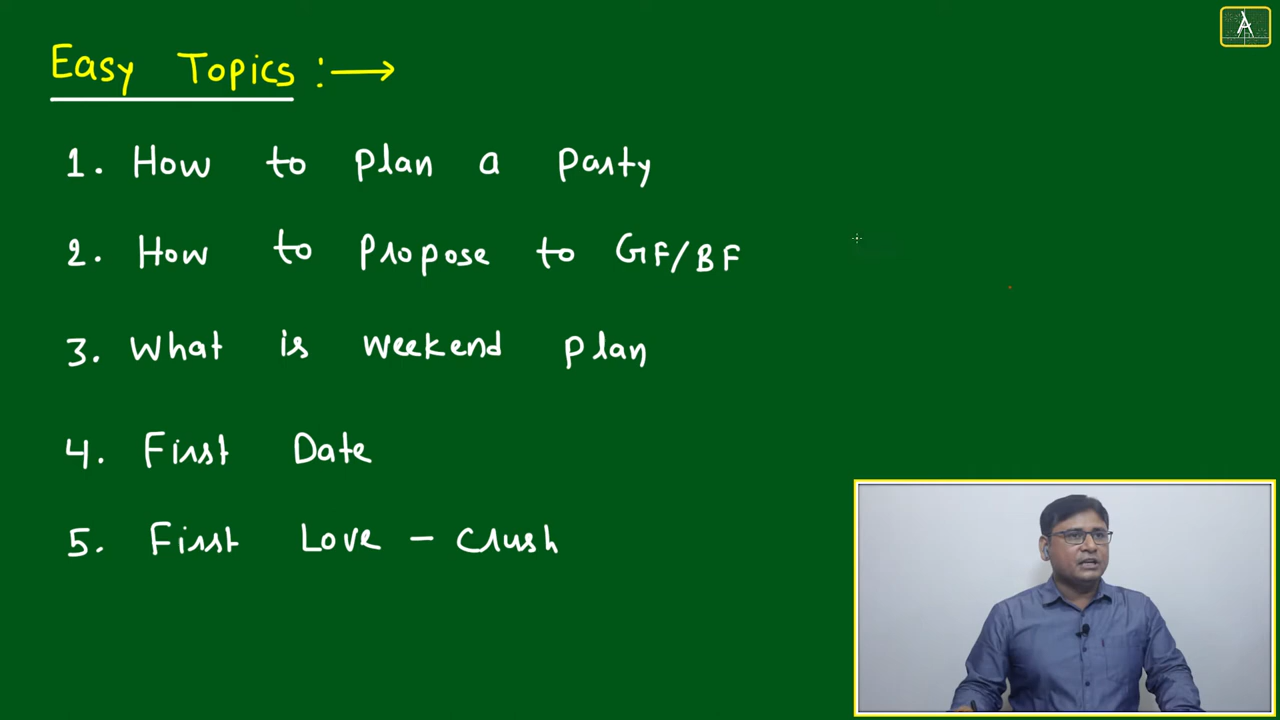 Easy Topics :→
1. How to plan a party
2. How to propose to GF/BF
3. What is weekend plan
4. First Date
5. First Love - Crush